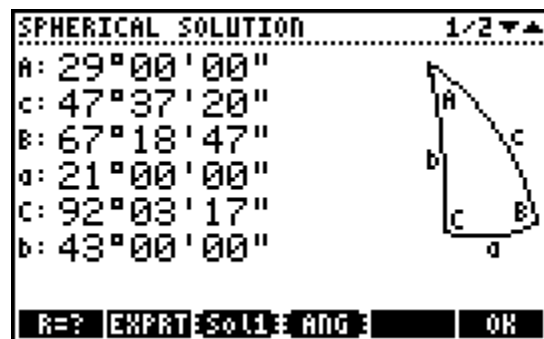 SPHERICAL SOLUTION 1/2▼▲
A: 29°00'00"
c: 47°37'20"
B: 67°18'47"
a: 21°00'00"
C: 92°03'17"
b: 43°00'00"
A
c
b
C B
a
R=? EXPRT Sol1 ANG OK